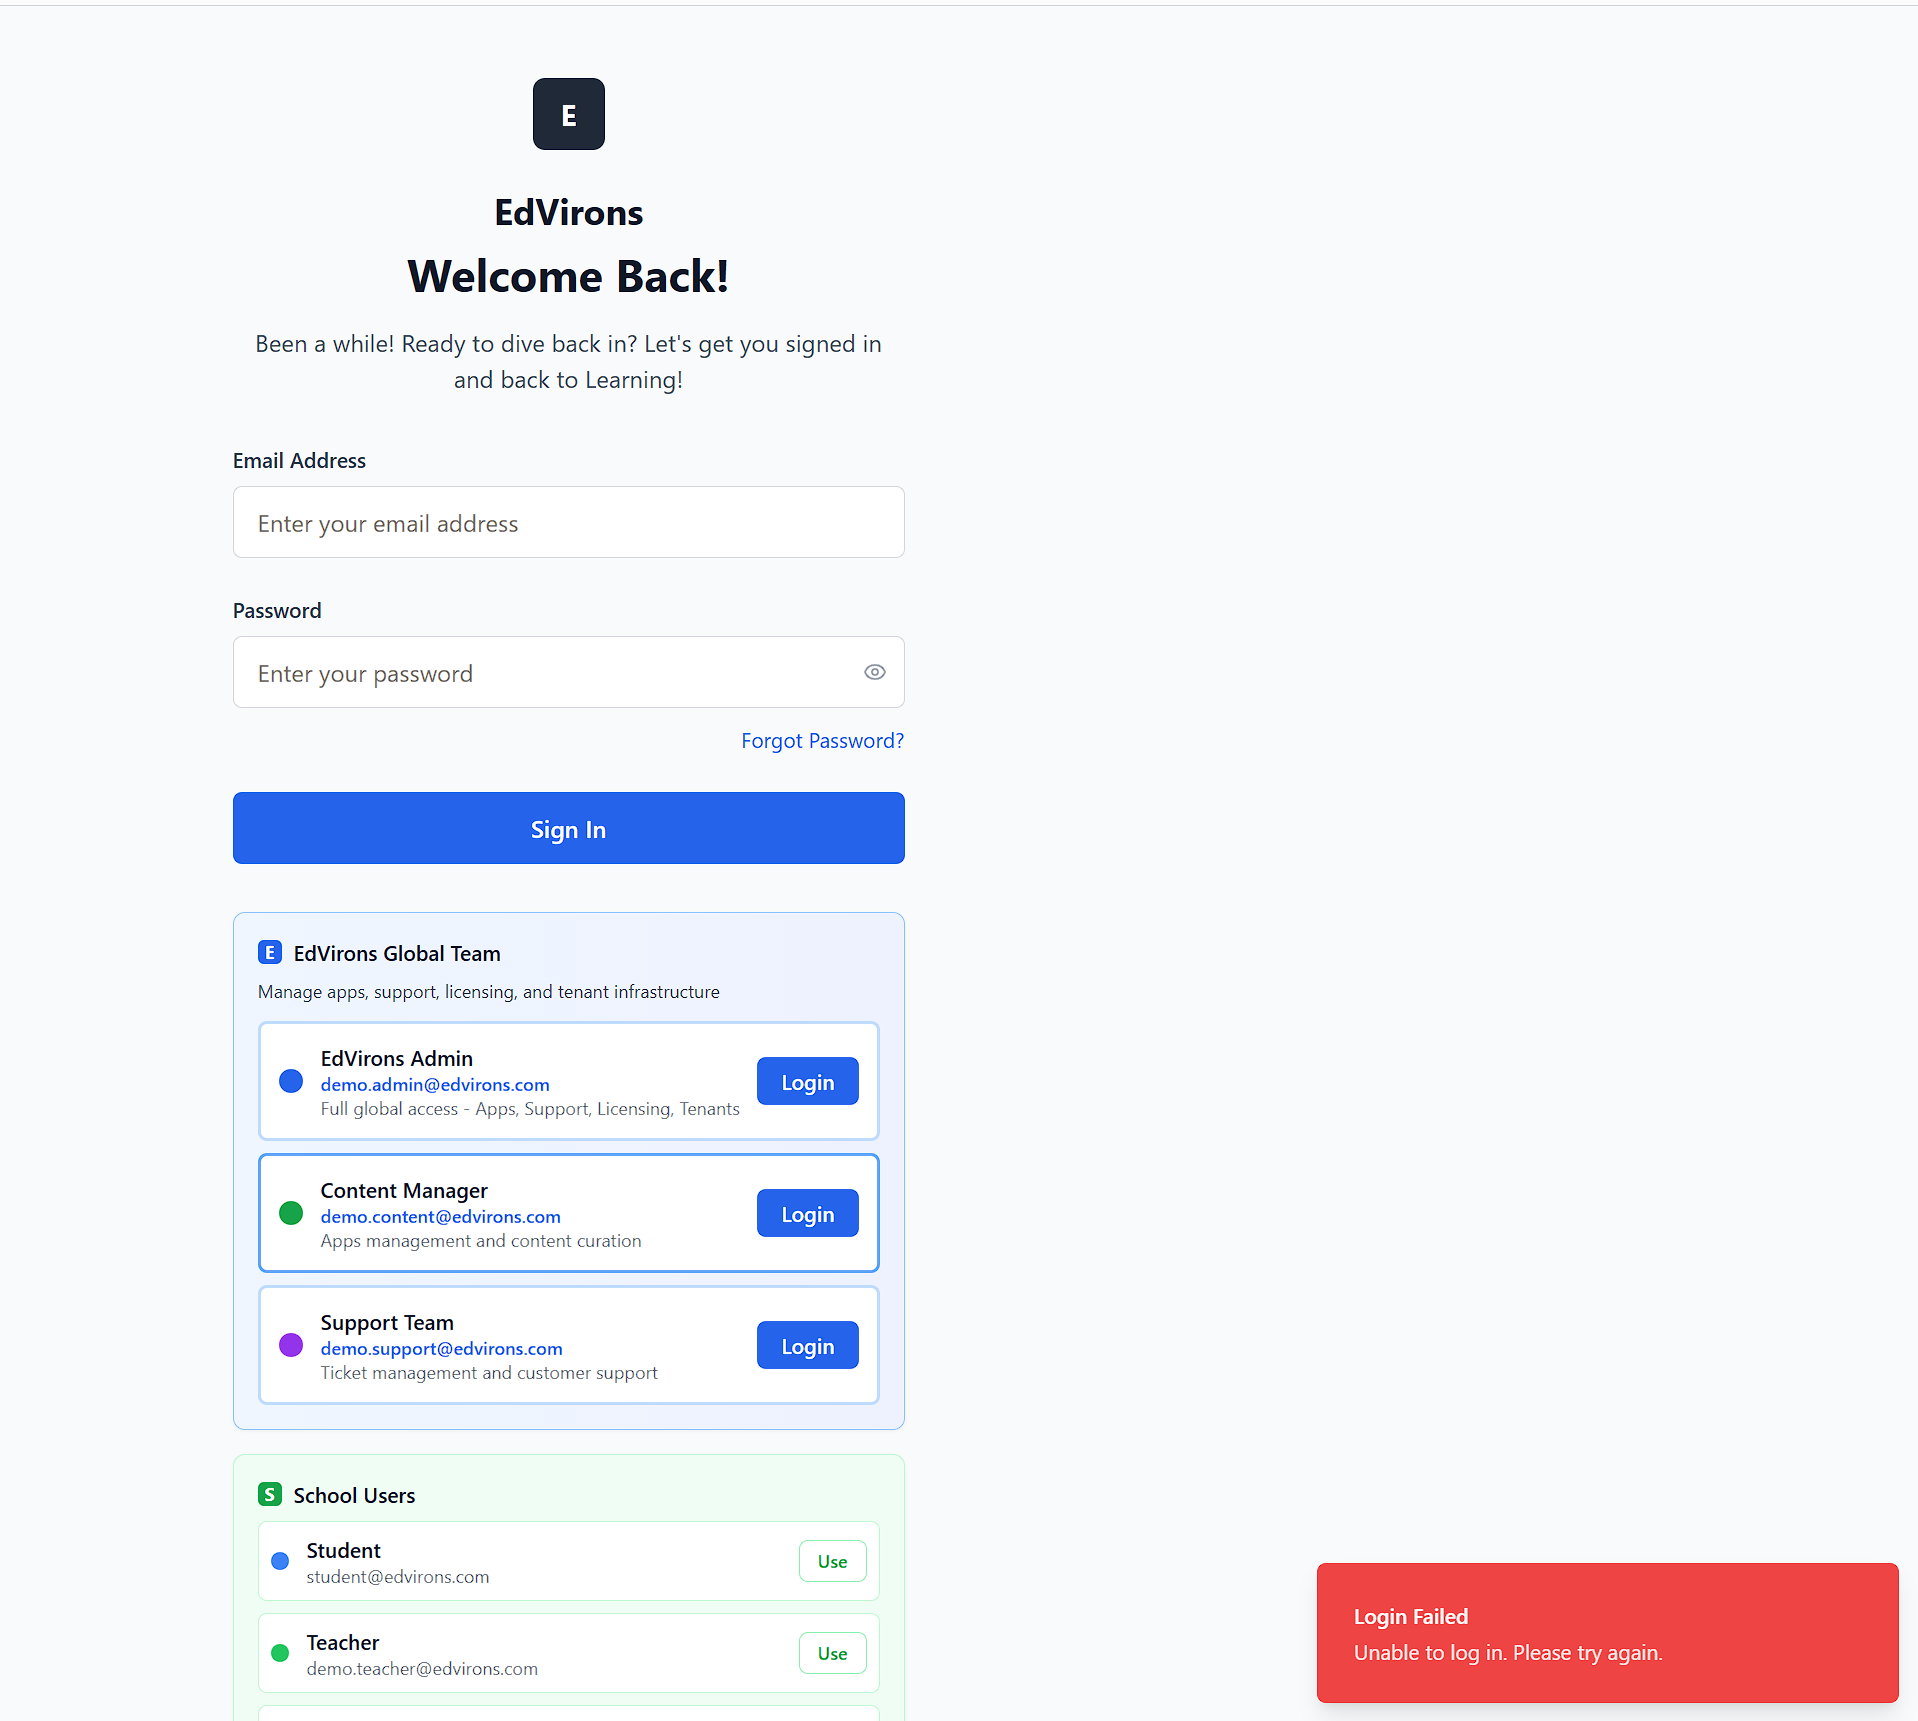 E
EdVirons
Welcome Back!
Been a while! Ready to dive back in? Let's get you signed in
and back to Learning!
Email Address
Enter your email address
Password
Enter your password
Forgot Password?
Sign In
E EdVirons Global Team
Manage apps, support, licensing, and tenant infrastructure
EdVirons Admin
demo.admin@edvirons.com
Full global access - Apps, Support, Licensing, Tenants
Login
Content Manager
demo.content@edvirons.com
Apps management and content curation
Login
Support Team
demo.support@edvirons.com
Ticket management and customer support
Login
S School Users
Student
student@edvirons.com
Use
Teacher
demo.teacher@edvirons.com
Use
Login Failed
Unable to log in. Please try again.